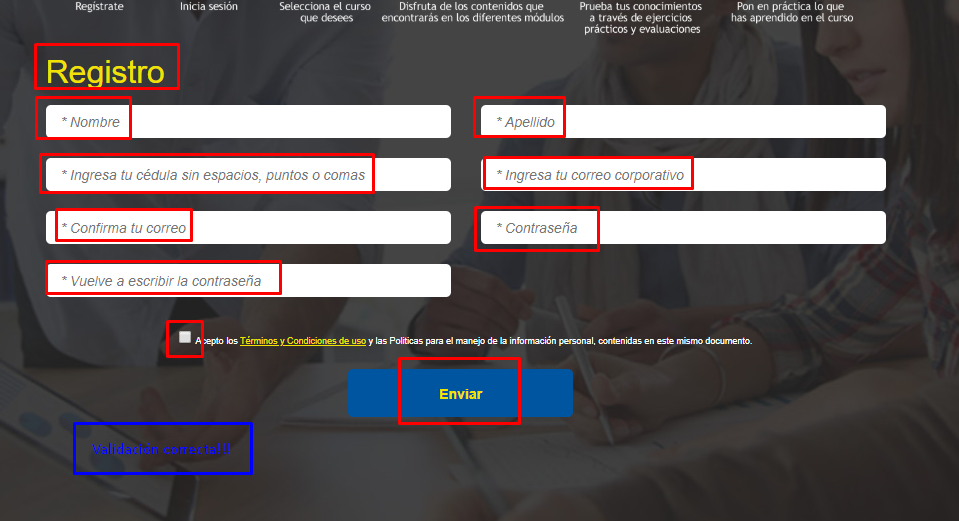 Regístrate
Inicia sesión
Selecciona el curso
que desees
Disfruta de los contenidos que
encontrarás en los diferentes módulos
Prueba tus conocimientos
a través de ejercicios
prácticos y evaluaciones
Pon en práctica lo que
has aprendido en el curso
Registro
* Nombre
* Apellido
* Ingresa tu cédula sin espacios, puntos o comas
* Ingresa tu correo corporativo
* Confirma tu correo
* Contraseña
* Vuelve a escribir la contraseña
Acepto los Términos y Condiciones de uso y las Politicas para el manejo de la información personal, contenidas en este mismo documento.
Enviar
Validación correcta!!